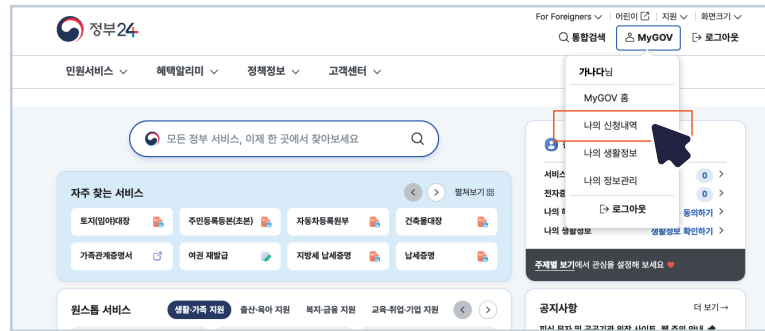 For Foreigners 어린이 지원 화면크기
정부24
통합검색 MyGOV 로그아웃
민원서비스 혜택알리미 정책정보 고객센터
가나다님
MyGOV 홈
나의 신청내역
나의 생활정보
나의 정보관리
로그아웃
모든 정부 서비스, 이제 한 곳에서 찾아보세요
자주 찾는 서비스 펼쳐보기
토지(임야)대장 주민등록등본(초본) 자동차등록원부 건축물대장
가족관계증명서 여권 재발급 지방세 납세증명 납세증명
서비스 0
전자증 0
나의 동의하기
나의 생활정보 생활정보 확인하기
주제별 보기에서 관심을 설정해 보세요
원스톱 서비스 생활·가족 지원 출산·육아 지원 복지·금융 지원 교육·취업·기업 지원
공지사항 더 보기